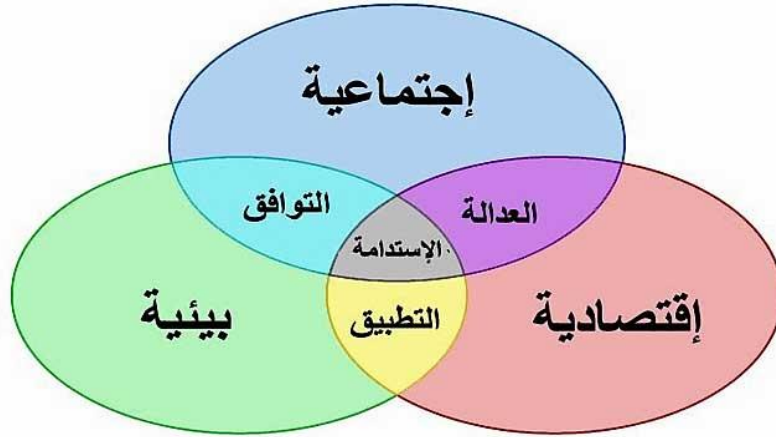 إجتماعية
العدالة
التوافق
الإستدامة
إقتصادية
التطبيق
بيئية